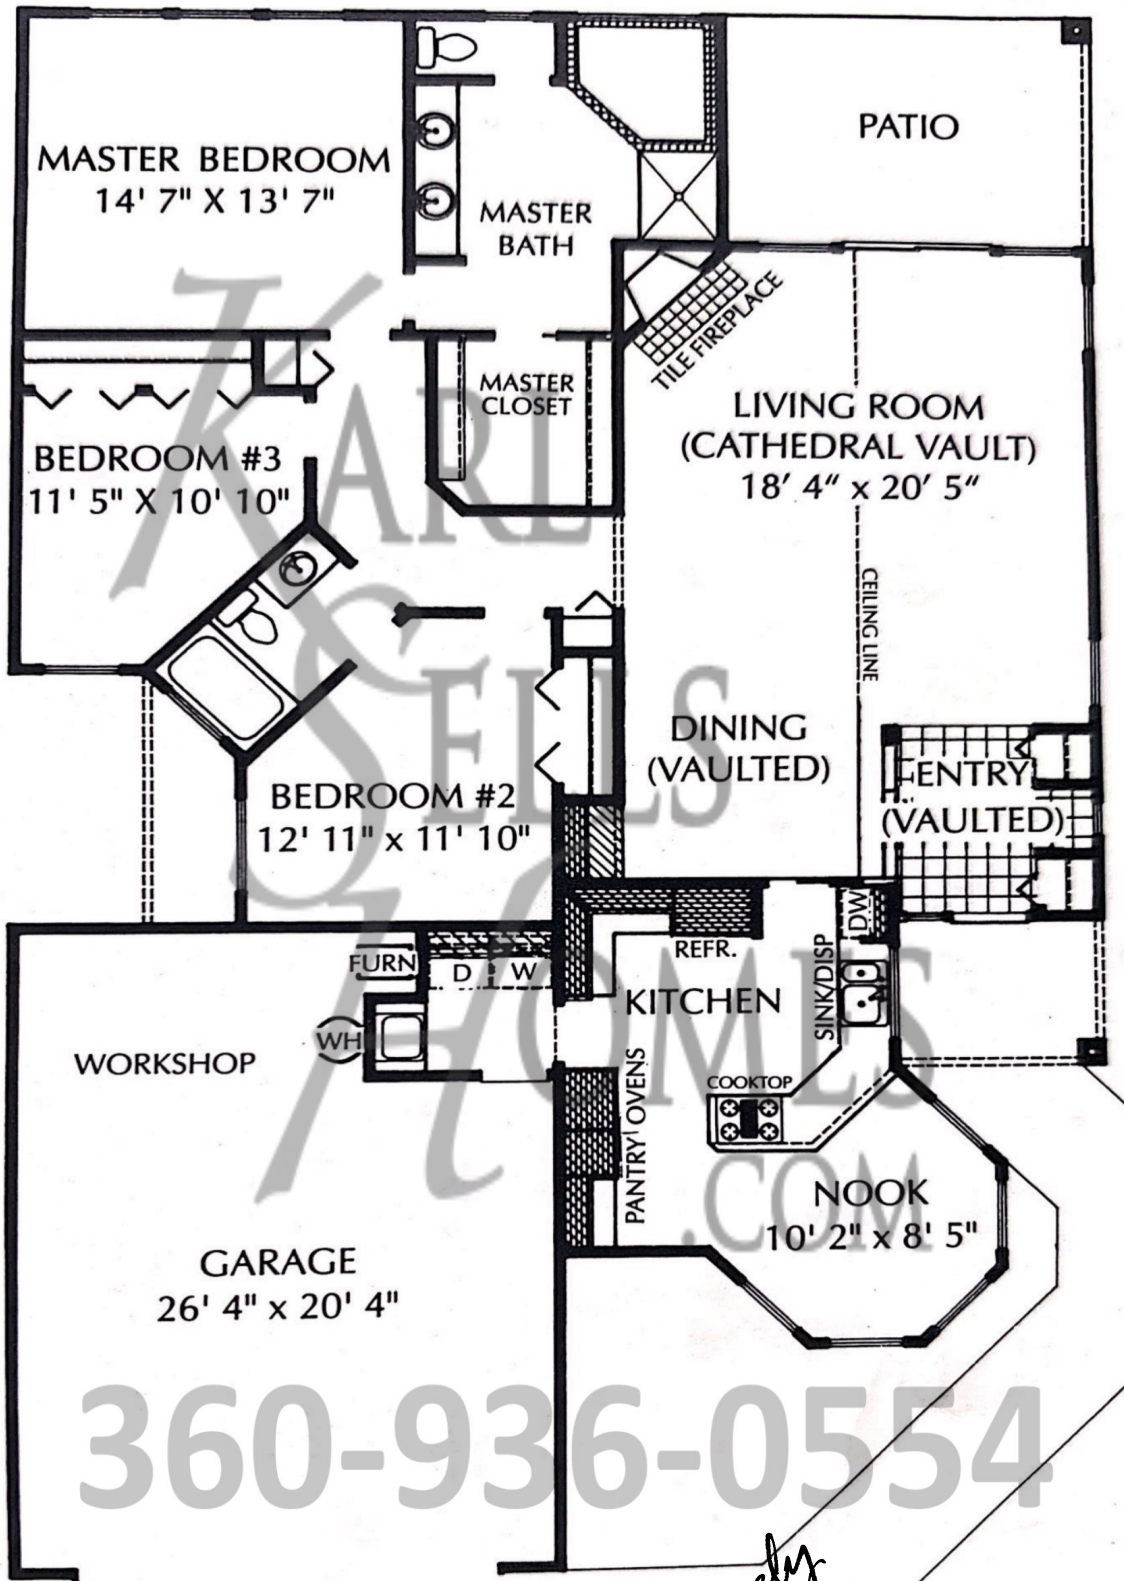 PATIO
MASTER BEDROOM
14' 7" X 13' 7"
MASTER
BATH
TILE FIREPLACE
MASTER
CLOSET
LIVING ROOM
(CATHEDRAL VAULT)
18' 4" x 20' 5"
BEDROOM #3
11' 5" X 10' 10"
CEILING LINE
DINING
(VAULTED)
ENTRY
(VAULTED)
BEDROOM #2
12' 11" x 11' 10"
FURN
D
W
REFR.
DW
SINK/DISP
KITCHEN
WORKSHOP
WH
PANTRY OVENS
COOKTOP
NOOK
10' 2" x 8' 5"
GARAGE
26' 4" x 20' 4"
KARL
SELLS
HOMES
.COM
360-936-0554